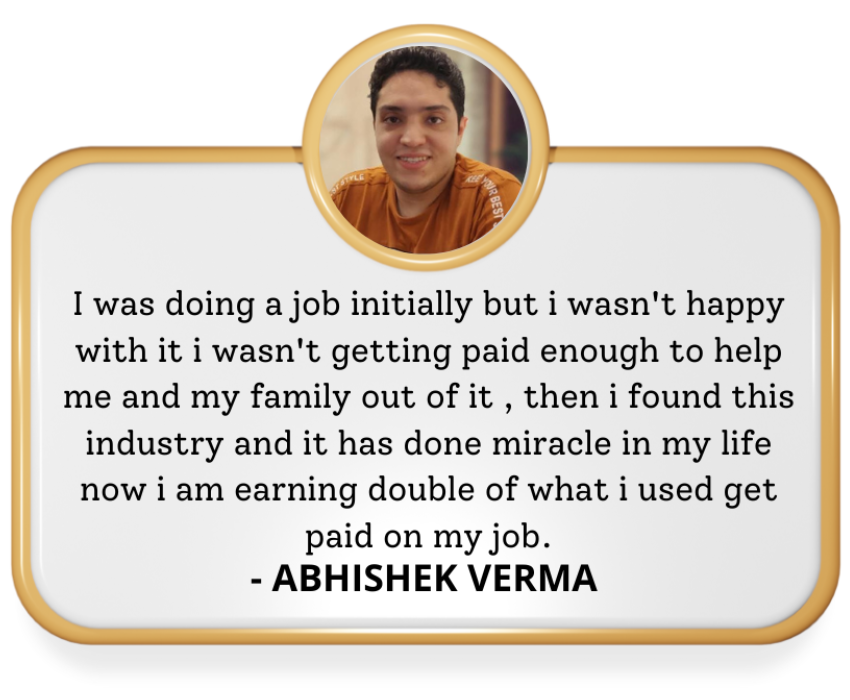 I was doing a job initially but i wasn't happy
with it i wasn't getting paid enough to help
me and my family out of it , then i found this
industry and it has done miracle in my life
now i am earning double of what i used get
paid on my job.
- ABHISHEK VERMA